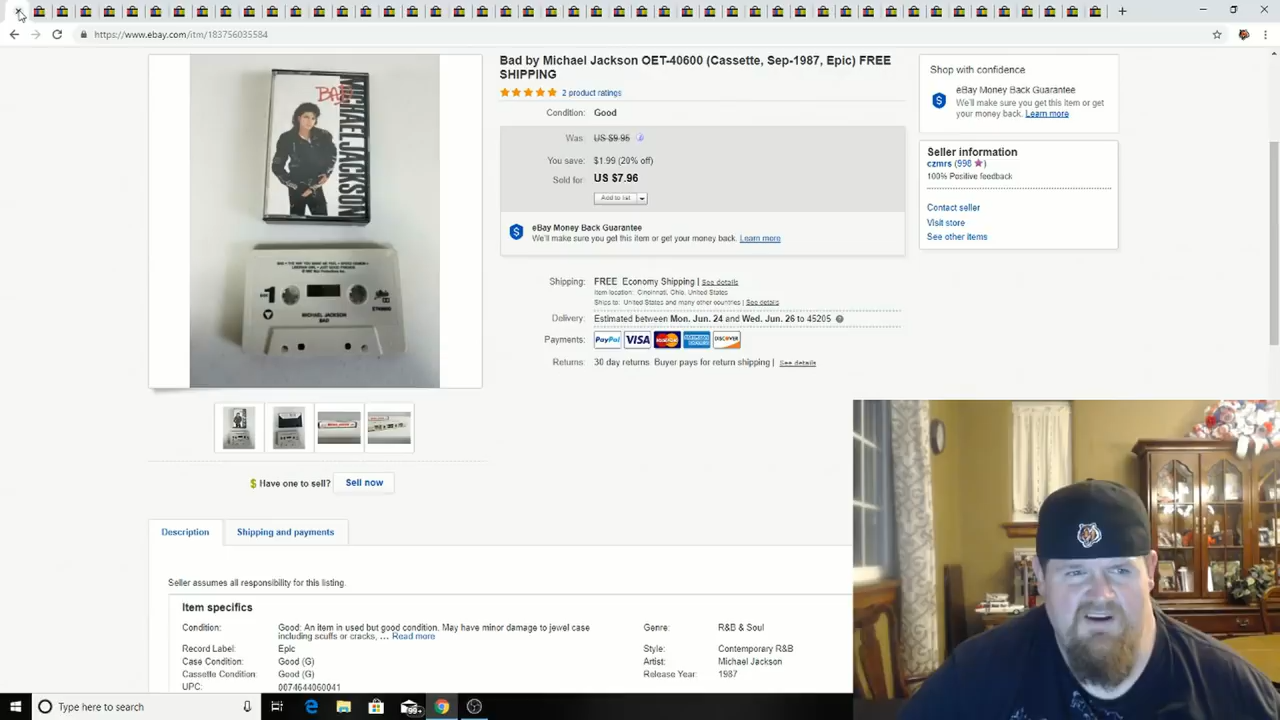 https://www.ebay.com/itm/183756035584
Bad by Michael Jackson OET-40600 (Cassette, Sep-1987, Epic) FREE
SHIPPING
2 product ratings
Condition: Good
Was: US $9.95
You save: $1.99 (20% off)
Sold for: US $7.96
Add to list
eBay Money Back Guarantee
We'll make sure you get this item or get your money back. Learn more
Shipping: FREE Economy Shipping | See details
Item location: Cincinnati, Ohio, United States
Ships to: United States and many other countries | See details
Delivery: Estimated between Mon. Jun. 24 and Wed. Jun. 26 to 45205
Payments: PayPal VISA MasterCard DISCOVER
Returns: 30 day returns. Buyer pays for return shipping | See details
Shop with confidence
eBay Money Back Guarantee
We'll make sure you get this item or get
your money back. Learn more
Seller information
czmrs (998)
100% Positive feedback
Contact seller
Visit store
See other items
BAD
MICHAEL JACKSON
1
MICHAEL JACKSON
BAD
$ Have one to sell? Sell now
Description
Shipping and payments
Seller assumes all responsibility for this listing.
Item specifics
Condition: Good: An item in used but good condition. May have minor damage to jewel case
including scuffs or cracks, ... Read more
Record Label: Epic
Case Condition: Good (G)
Cassette Condition: Good (G)
UPC: 0074644060041
Genre: R&B & Soul
Style: Contemporary R&B
Artist: Michael Jackson
Release Year: 1987
Type here to search
99+